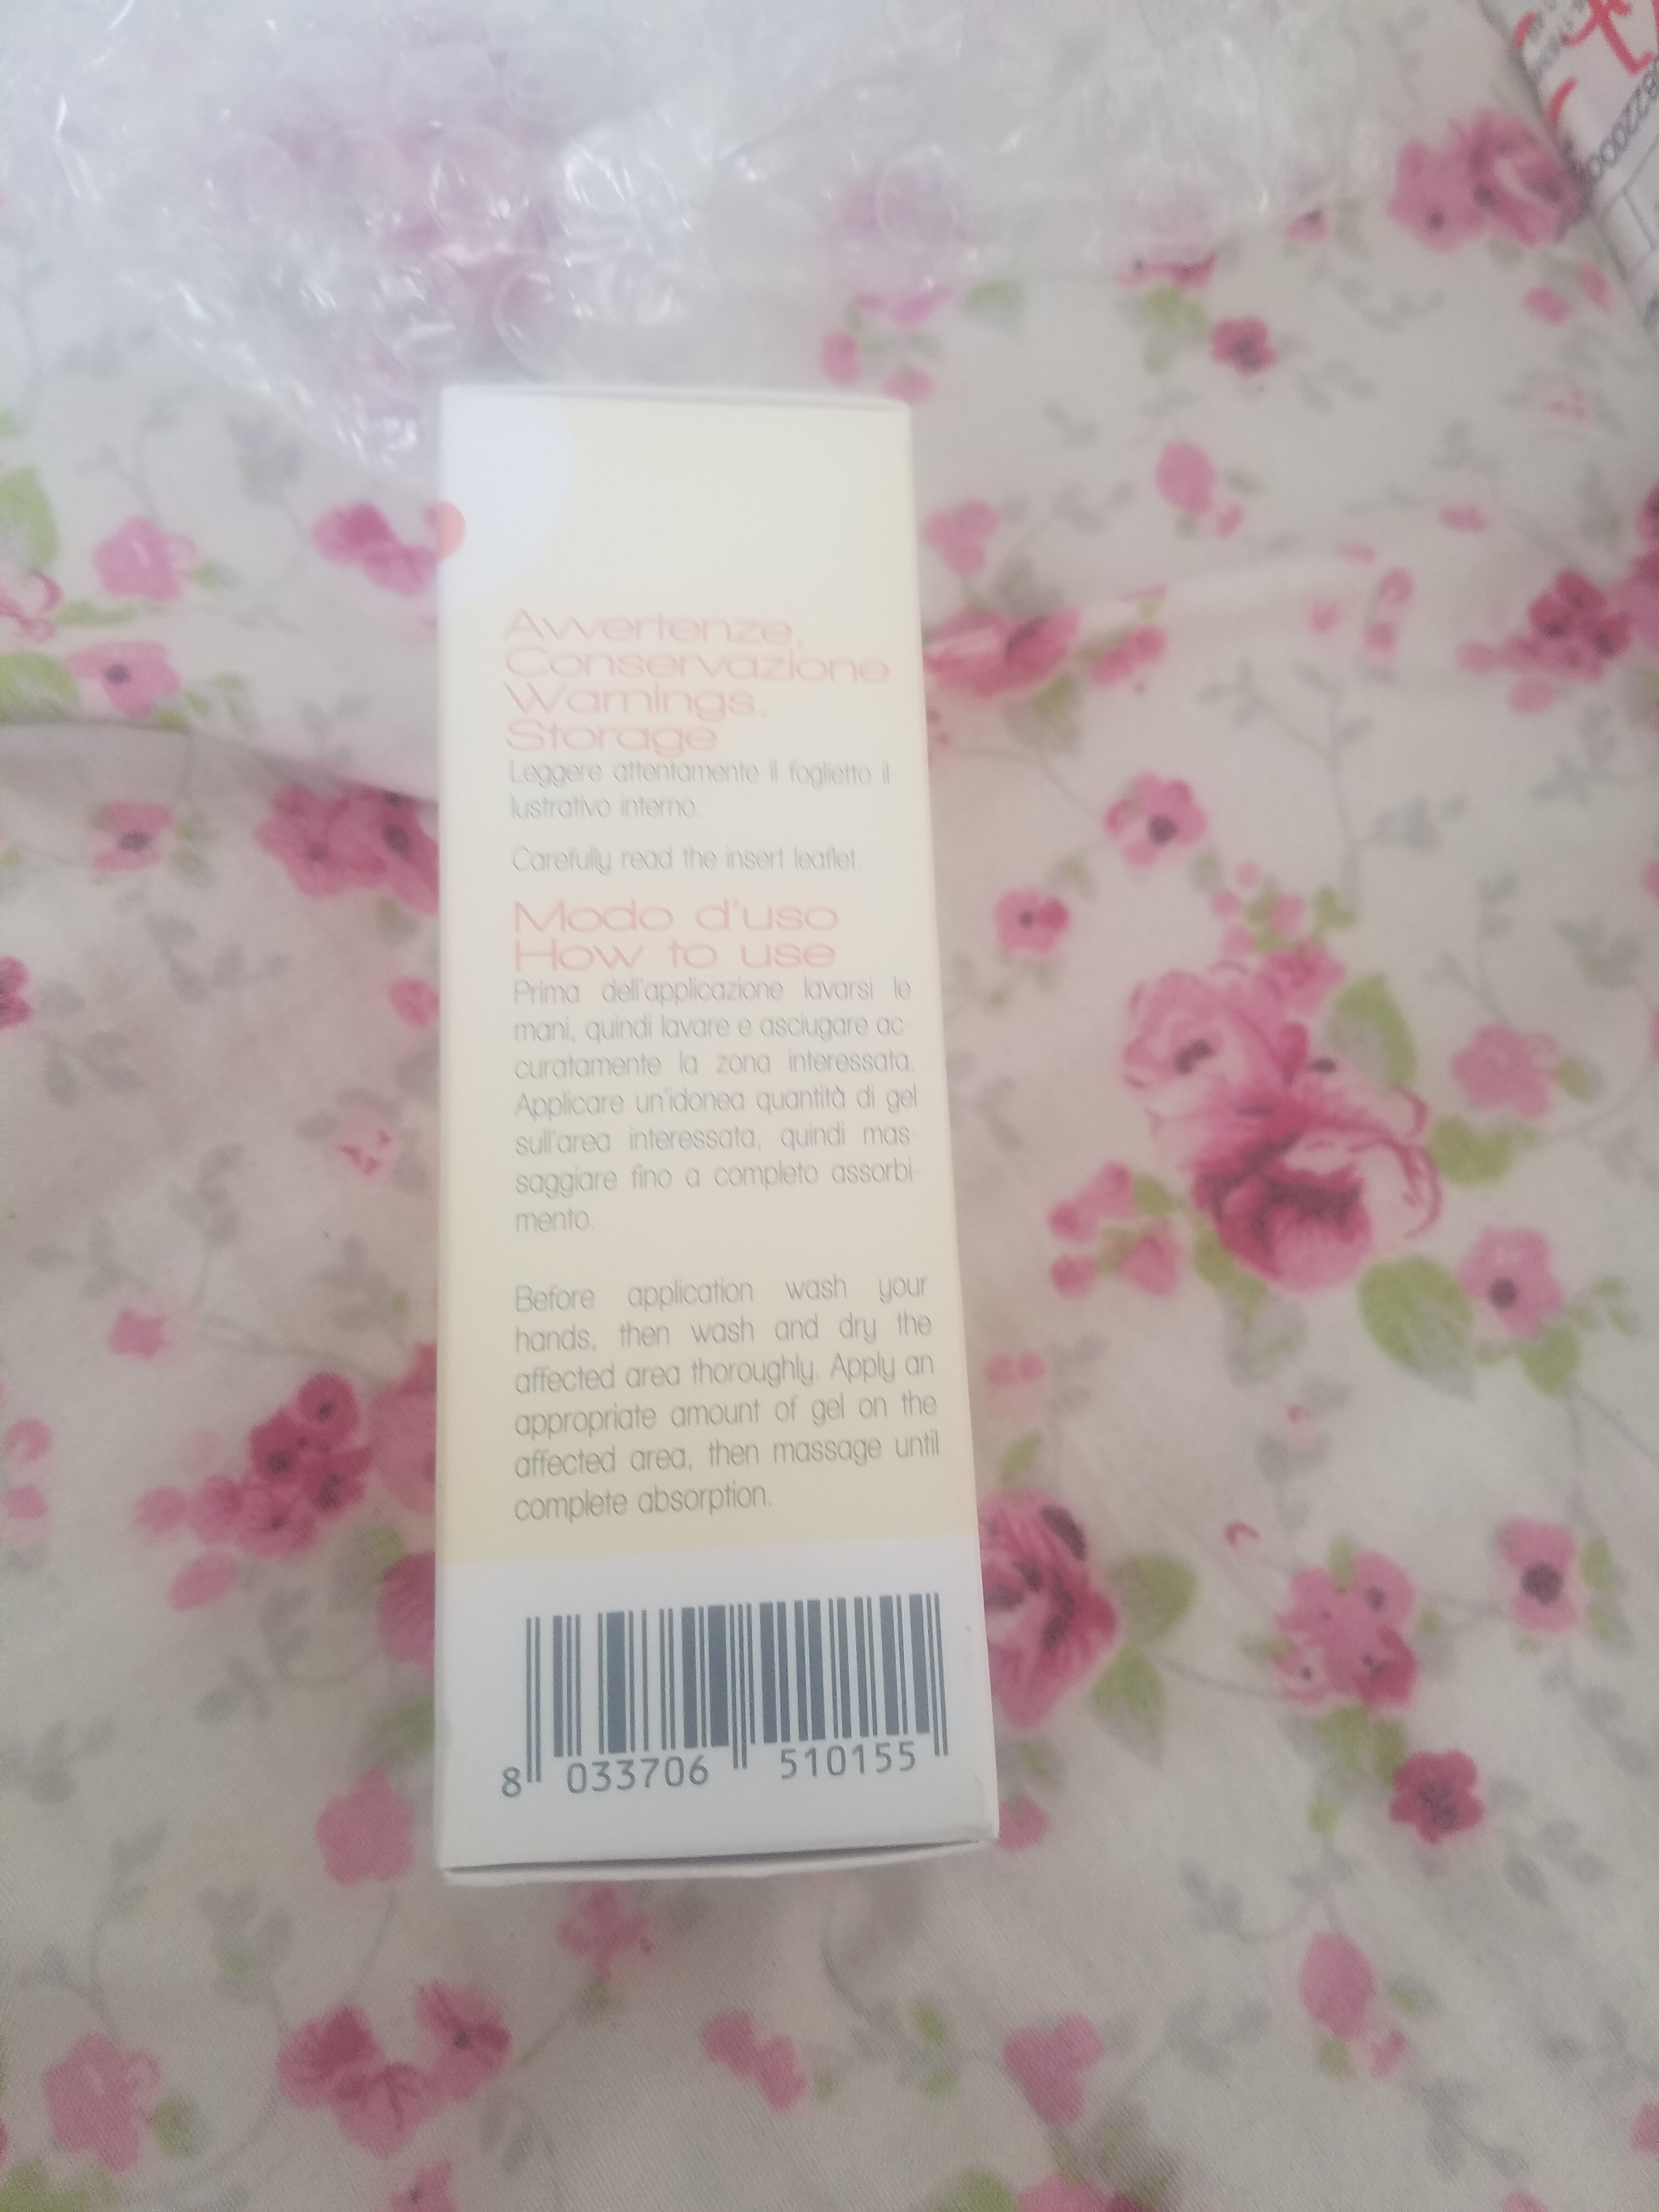 Avvertenze,
Conservazione
Warnings,
Storage
Leggere attentamente il foglietto il-
lustrativo interno.
Carefully read the insert leaflet.
Modo d'uso
How to use
Prima dell'applicazione lavarsi le
mani, quindi lavare e asciugare ac-
curatamente la zona interessata.
Applicare un'idonea quantità di gel
sull'area interessata, quindi mas-
saggiare fino a completo assorbi
mento.
Before application wash your
hands, then wash and dry the
affected area thoroughly. Apply an
appropriate amount of gel on the
affected area, then massage until
complete absorption.
8 033706 510155